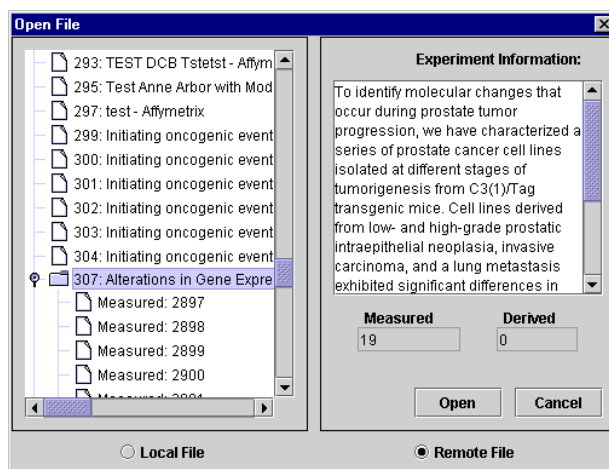 Open File
293: TEST DCB Tstetst - Affym
295: Test Anne Arbor with Mod
297: test - Affymetrix
299: Initiating oncogenic event
300: Initiating oncogenic event
301: Initiating oncogenic event
302: Initiating oncogenic event
303: Initiating oncogenic event
304: Initiating oncogenic event
307: Alterations in Gene Expre
Measured: 2897
Measured: 2898
Measured: 2899
Measured: 2900
Experiment Information:
To identify molecular changes that
occur during prostate tumor
progression, we have characterized a
series of prostate cancer cell lines
isolated at different stages of
tumorigenesis from C3(1)/Tag
transgenic mice. Cell lines derived
from low- and high-grade prostatic
intraepithelial neoplasia, invasive
carcinoma, and a lung metastasis
exhibited significant differences in
Measured Derived
19 0
Open Cancel
Local File Remote File